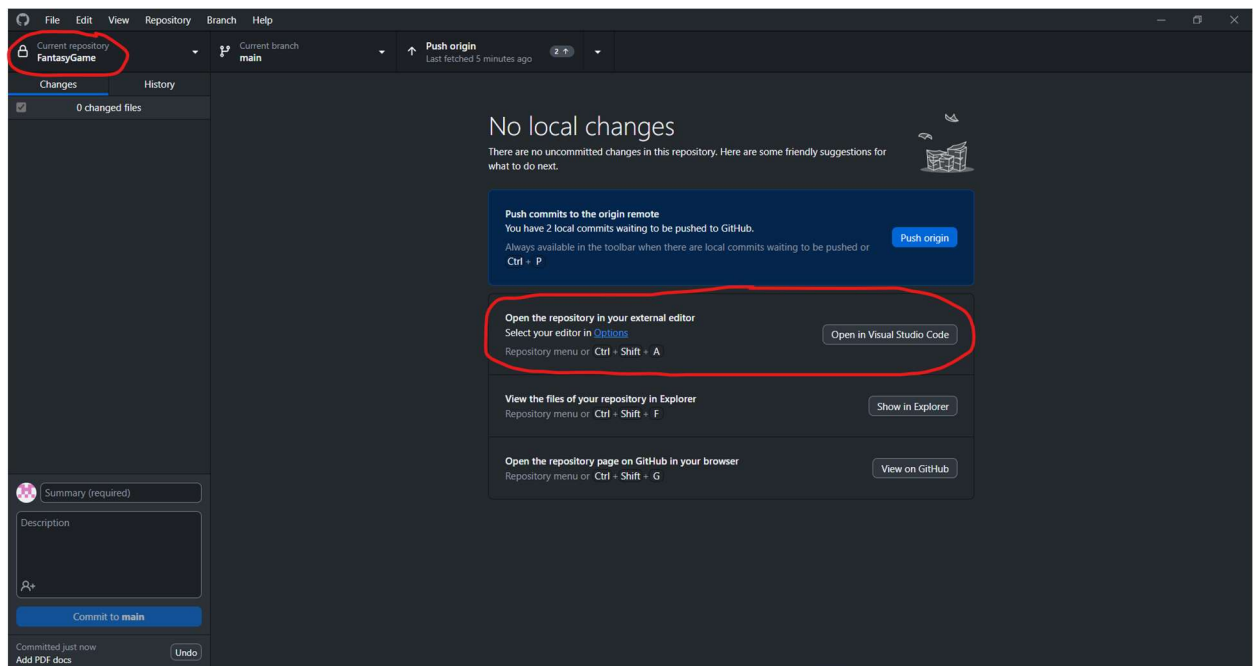 File Edit View Repository Branch Help
Current repository
FantasyGame
Current branch
main
Push origin
Last fetched 5 minutes ago
2 ↑
Changes History
0 changed files
No local changes
There are no uncommitted changes in this repository. Here are some friendly suggestions for
what to do next.
Push commits to the origin remote
You have 2 local commits waiting to be pushed to GitHub.
Always available in the toolbar when there are local commits waiting to be pushed or
Ctrl + P
Push origin
Open the repository in your external editor
Select your editor in Options
Repository menu or Ctrl + Shift + A
Open in Visual Studio Code
View the files of your repository in Explorer
Repository menu or Ctrl + Shift + F
Show in Explorer
Open the repository page on GitHub in your browser
Repository menu or Ctrl + Shift + G
View on GitHub
Summary (required)
Description
Commit to main
Committed just now
Add PDF docs
Undo